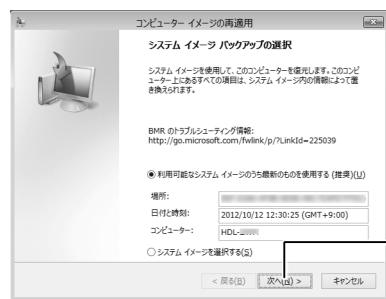 コンピューター イメージの再適用
システム イメージ バックアップの選択
システム イメージを使用して、このコンピューターを復元します。このコンピ
ューター上にあるすべての項目は、システム イメージ内の情報によって置
き換えられます。
BMR のトラブルシューティング情報:
http://go.microsoft.com/fwlink/p/?LinkId=225039
利用可能なシステム イメージのうち最新のものを使用する (推奨)(U)
場所:
日付と時刻: 2012/10/12 12:30:25 (GMT+9:00)
コンピューター: HDL-
システム イメージを選択する(S)
< 戻る(B) 次へ(N) > キャンセル